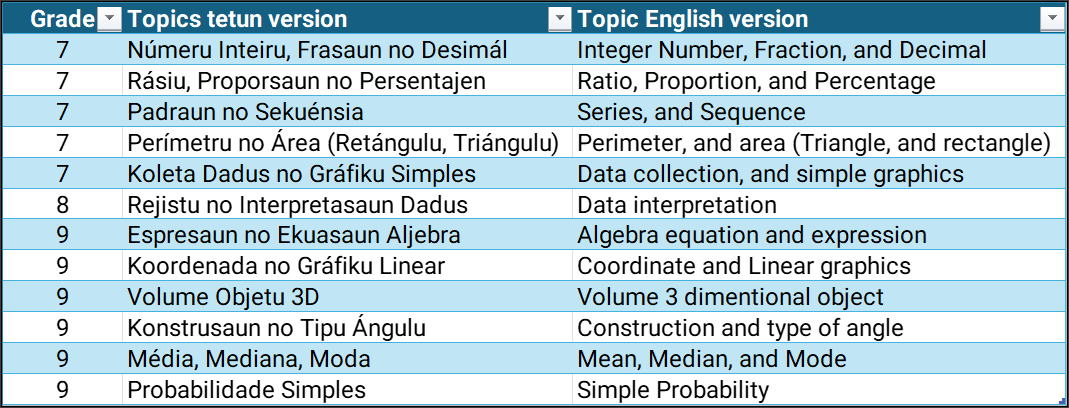 Grade Topics tetun version Topic English version
7 Númeru Inteiru, Frasaun no Desimál Integer Number, Fraction, and Decimal
7 Rásiu, Proporsaun no Persentajen Ratio, Proportion, and Percentage
7 Padraun no Sekuénsia Series, and Sequence
7 Perímetru no Área (Retángulu, Triángulu) Perimeter, and area (Triangle, and rectangle)
7 Koleta Dadus no Gráfiku Simples Data collection, and simple graphics
8 Rejistu no Interpretasaun Dadus Data interpretation
9 Espresaun no Ekuasaun Aljebra Algebra equation and expression
9 Koordenada no Gráfiku Linear Coordinate and Linear graphics
9 Volume Objetu 3D Volume 3 dimentional object
9 Konstrusaun no Tipu Ángulu Construction and type of angle
9 Média, Mediana, Moda Mean, Median, and Mode
9 Probabilidade Simples Simple Probability